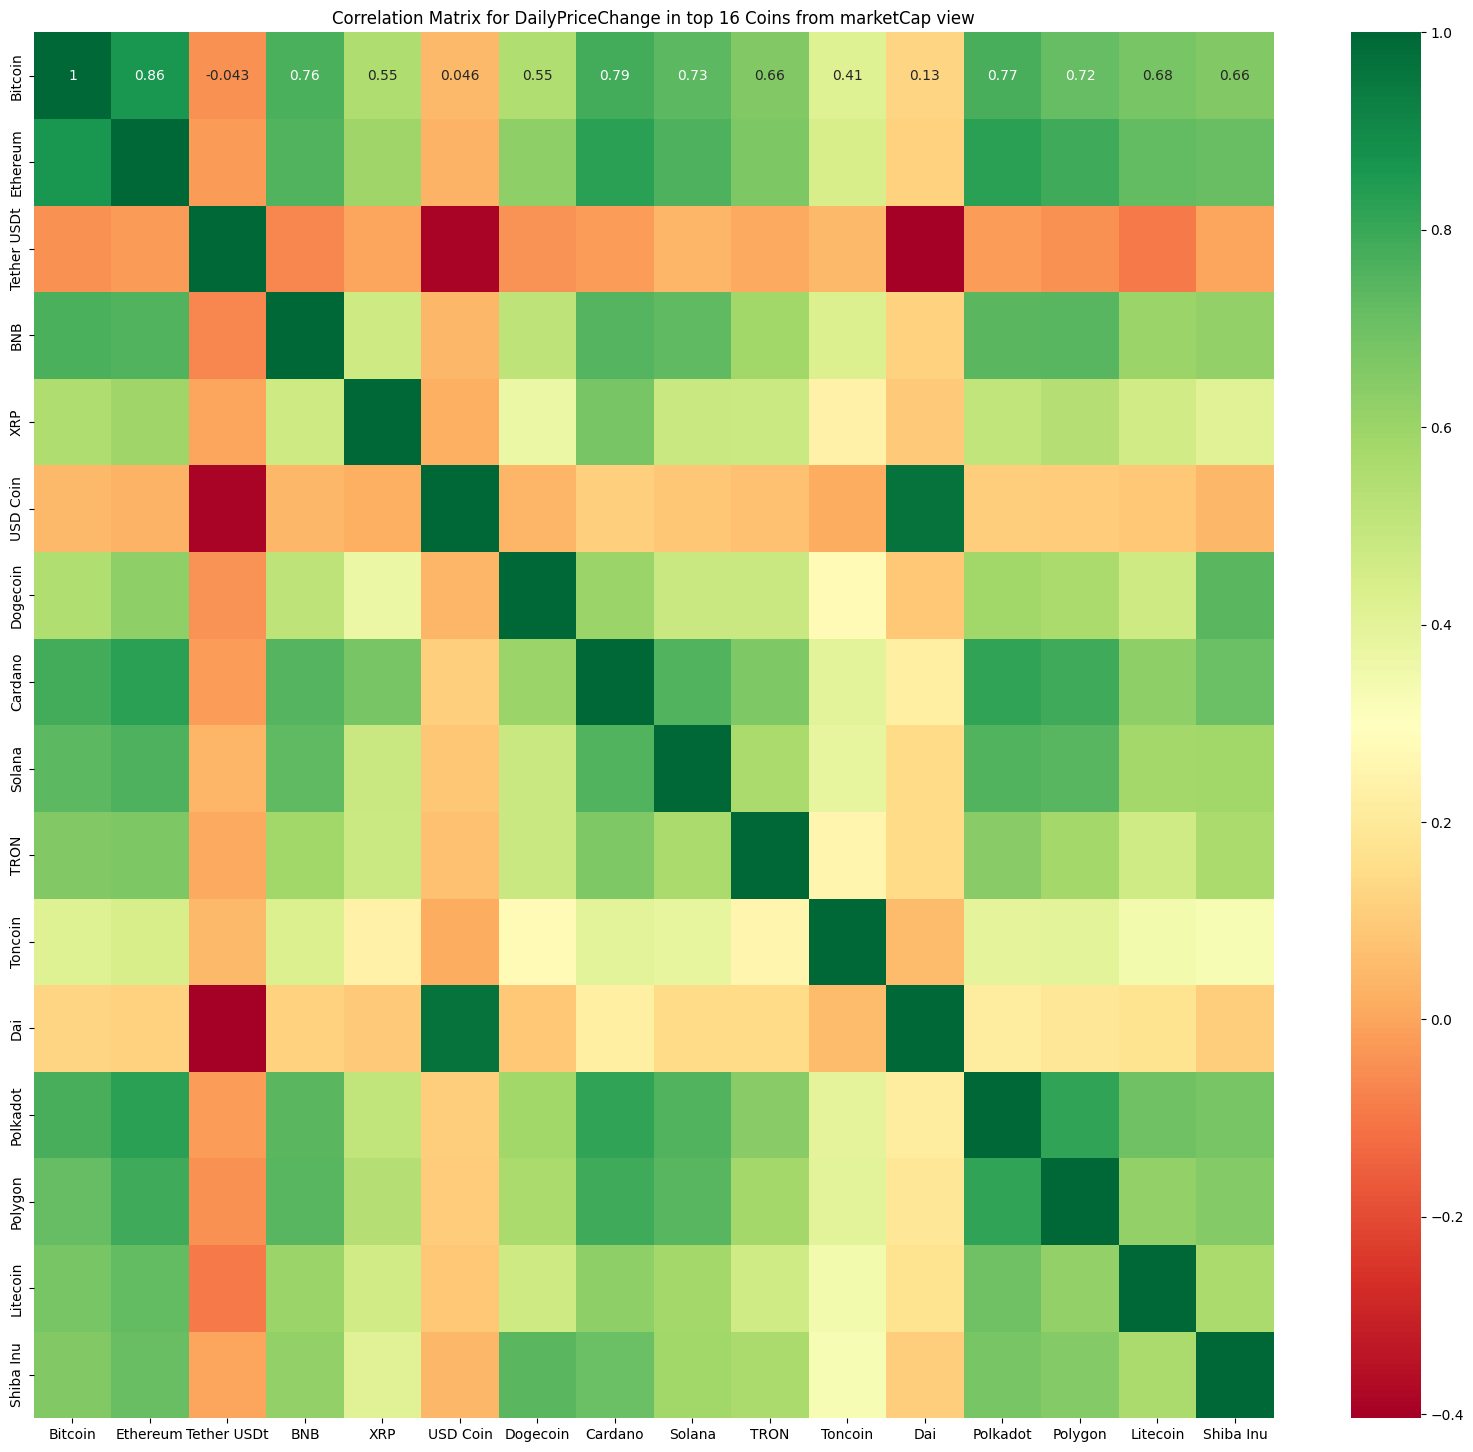 Correlation Matrix for DailyPriceChange in top 16 Coins from marketCap view
Bitcoin
1 0.86 -0.043 0.76 0.55 0.046 0.55 0.79 0.73 0.66 0.41 0.13 0.77 0.72 0.68 0.66
Ethereum
Tether USDt
BNB
XRP
USD Coin
Dogecoin
Cardano
Solana
TRON
Toncoin
Dai
Polkadot
Polygon
Litecoin
Shiba Inu
Bitcoin Ethereum Tether USDt BNB XRP USD Coin Dogecoin Cardano Solana TRON Toncoin Dai Polkadot Polygon Litecoin Shiba Inu
1.0
0.8
0.6
0.4
0.2
0.0
−0.2
−0.4